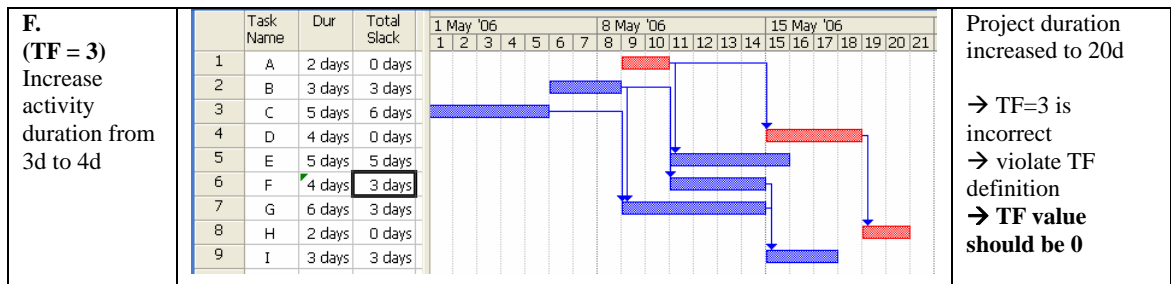 F.
(TF = 3)
Increase
activity
duration from
3d to 4d
Task Name Dur Total Slack
1 May '06 8 May '06 15 May '06
1 2 3 4 5 6 7 8 9 10 11 12 13 14 15 16 17 18 19 20 21
1 A 2 days 0 days
2 B 3 days 3 days
3 C 5 days 6 days
4 D 4 days 0 days
5 E 5 days 5 days
6 F 4 days 3 days
7 G 6 days 3 days
8 H 2 days 0 days
9 I 3 days 3 days
Project duration
increased to 20d
→ TF=3 is
incorrect
→ violate TF
definition
→ TF value
should be 0